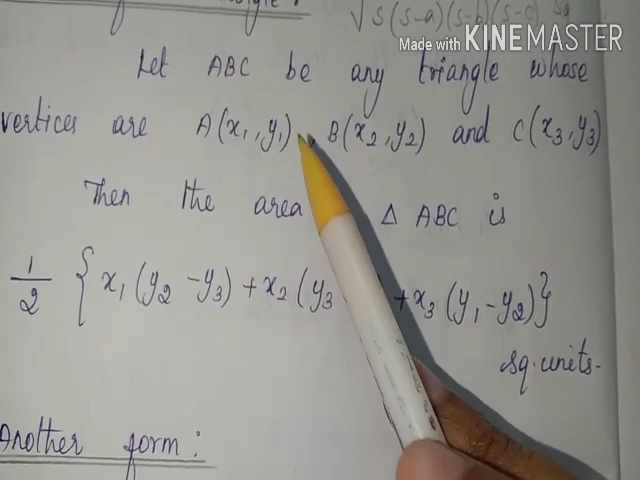 √s(s-a)(s-b)(s-c) sq
Made with KINEMASTER
Let ABC be any triangle whose
vertices are A(x₁,y₁), B(x₂,y₂) and C(x₃,y₃)
Then the area Δ ABC is
1/2 {x₁(y₂-y₃)+x₂(y₃ +x₃(y₁-y₂)}
sq.units.
Another form: